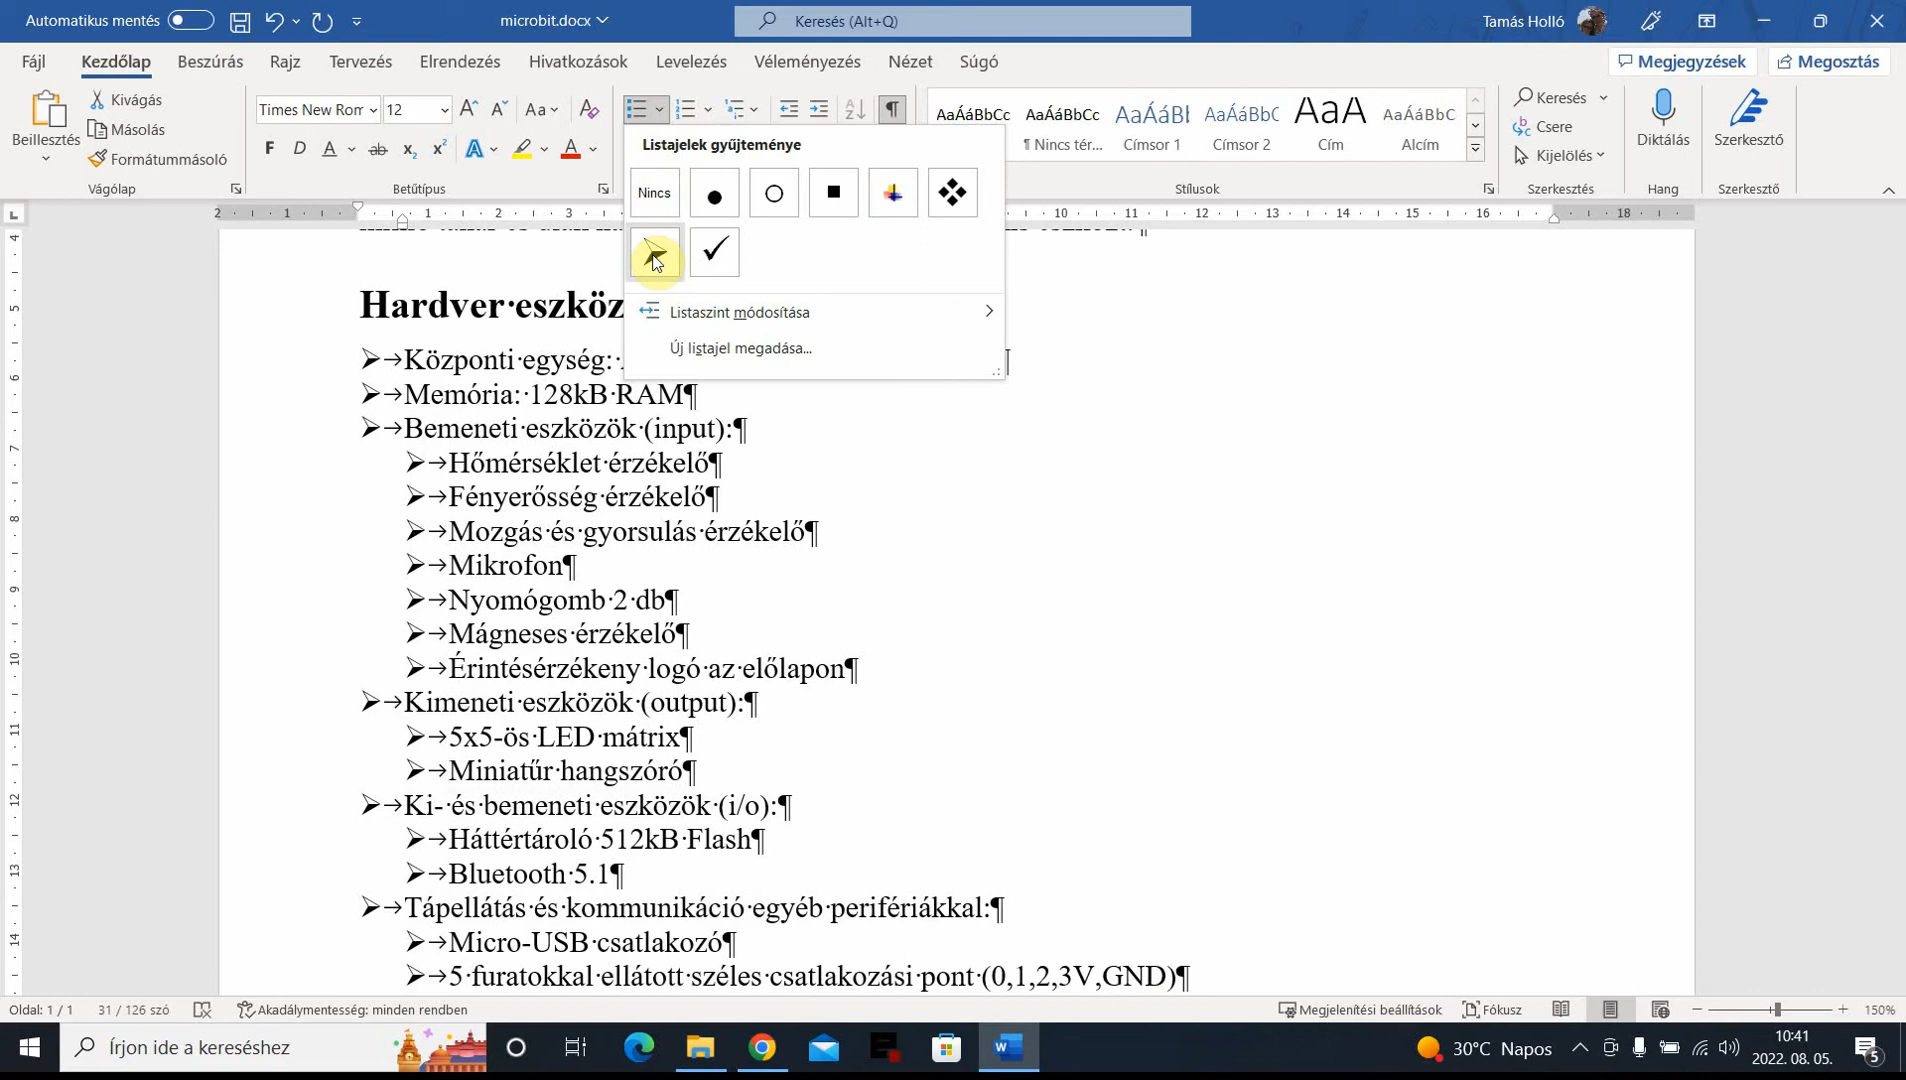 Automatikus mentés
microbit.docx
Keresés (Alt+Q)
Tamás Holló
Fájl Kezdőlap Beszúrás Rajz Tervezés Elrendezés Hivatkozások Levelezés Véleményezés Nézet Súgó
Megjegyzések
Megosztás
Beillesztés
Kivágás
Másolás
Formátummásoló
Vágólap
Times New Rom
12
Betűtípus
AaÁáBbCc AaÁáBbCc AaÁáBbI AaÁáBbC AaA AaÁáBbCc
¶ Nincs tér... Címsor 1 Címsor 2 Cím Alcím
Stílusok
Keresés
Csere
Kijelölés
Szerkesztés
Diktálás
Hang
Szerkesztő
Szerkesztő
Listajelek gyűjteménye
Nincs
Listaszint módosítása
Új listajel megadása...
Hardver·eszköz
Központi·egység:·
Memória:·128kB·RAM¶
Bemeneti·eszközök·(input):¶
Hőmérséklet·érzékelő¶
Fényerősség·érzékelő¶
Mozgás·és·gyorsulás·érzékelő¶
Mikrofon¶
Nyomógomb·2·db¶
Mágneses·érzékelő¶
Érintésérzékeny·logó·az·előlapon¶
Kimeneti·eszközök·(output):¶
5x5-ös·LED·mátrix¶
Miniatűr·hangszóró¶
Ki-·és·bemeneti·eszközök·(i/o):¶
Háttértároló·512kB·Flash¶
Bluetooth·5.1¶
Tápellátás·és·kommunikáció·egyéb·perifériákkal:¶
Micro-USB·csatlakozó¶
5·furatokkal·ellátott·széles·csatlakozási·pont·(0,1,2,3V,GND)¶
Oldal: 1 / 1 31 / 126 szó Akadálymentesség: minden rendben Megjelenítési beállítások Fókusz 150%
Írjon ide a kereséshez
30°C Napos
10:41
2022. 08. 05.
5